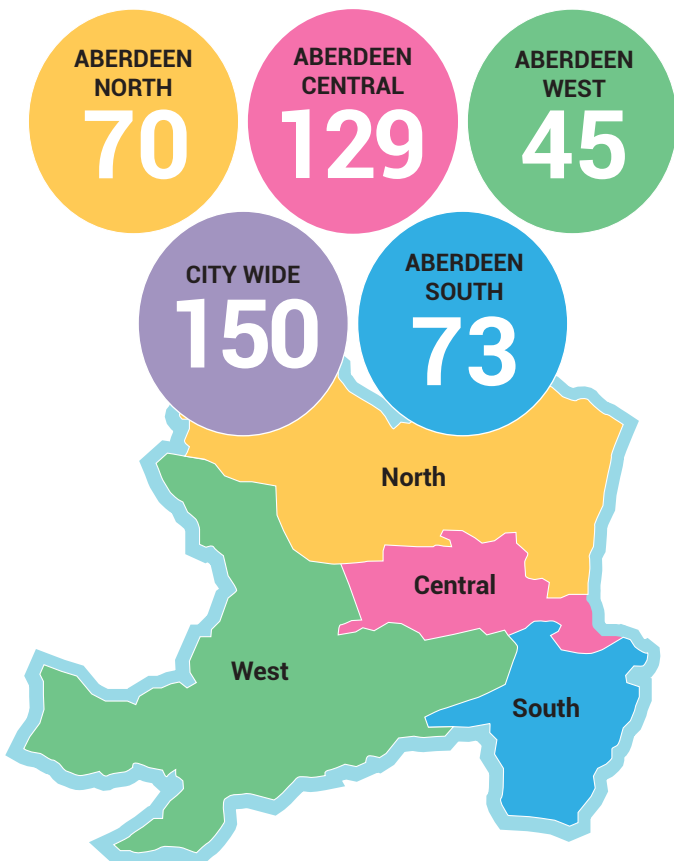 ABERDEEN
NORTH
70
ABERDEEN
CENTRAL
129
ABERDEEN
WEST
45
CITY WIDE
150
ABERDEEN
SOUTH
73
North
Central
West
South